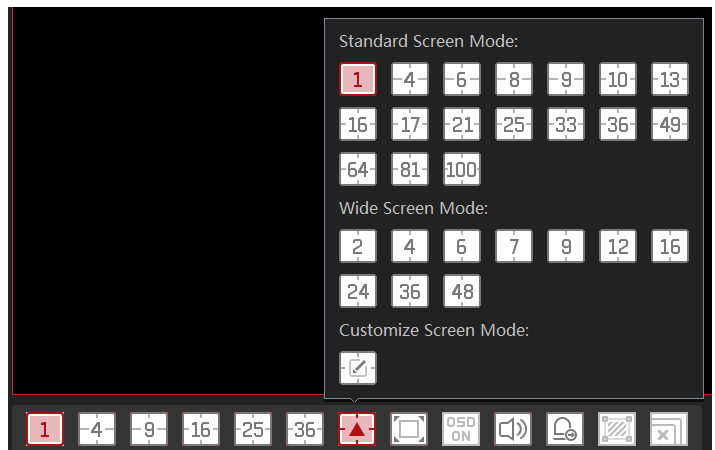 Standard Screen Mode:
1 4 6 8 9 10 13
16 17 21 25 33 36 49
64 81 100
Wide Screen Mode:
2 4 6 7 9 12 16
24 36 48
Customize Screen Mode:
1 4 9 16 25 36 OSD ON